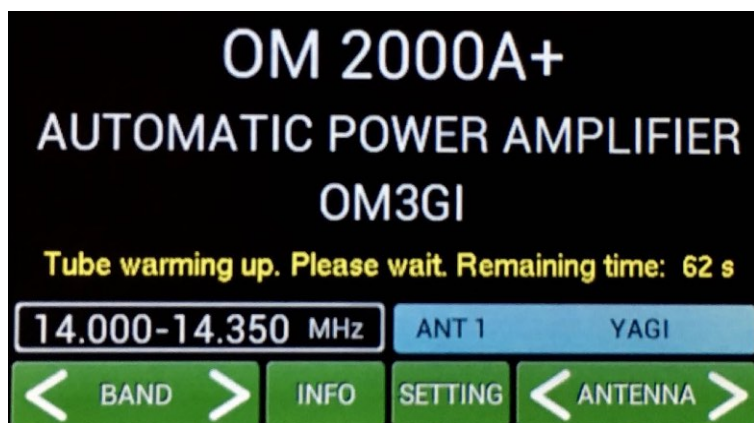 OM 2000A+
AUTOMATIC POWER AMPLIFIER
OM3GI
Tube warming up. Please wait. Remaining time: 62 s
14.000-14.350 MHz ANT 1 YAGI
< BAND > INFO SETTING < ANTENNA >